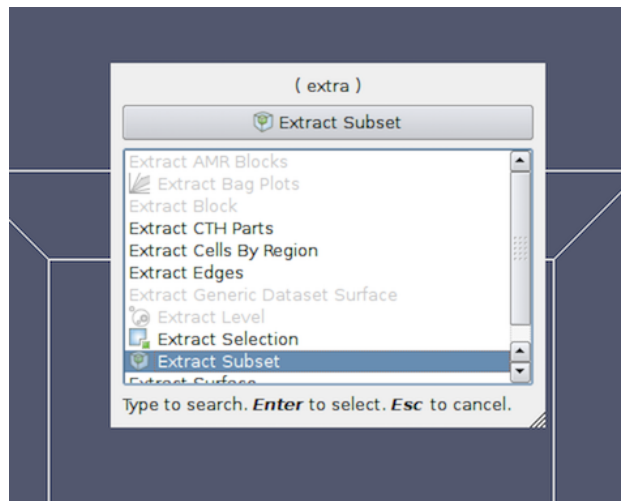 ( extra )
Extract Subset
Extract AMR Blocks
Extract Bag Plots
Extract Block
Extract CTH Parts
Extract Cells By Region
Extract Edges
Extract Generic Dataset Surface
Extract Level
Extract Selection
Extract Subset
Extract Surface
Type to search. Enter to select. Esc to cancel.